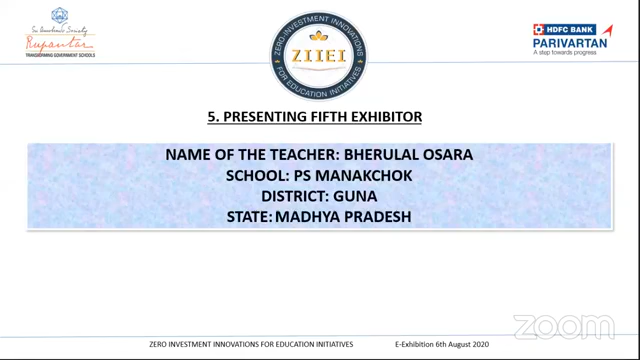 Sri Aurobindo Society
Rupantar
TRANSFORMING GOVERNMENT SCHOOLS
ZERO-INVESTMENT INNOVATIONS
ZIIEI
FOR EDUCATION INITIATIVES
HDFC BANK
PARIVARTAN
A step towards progress
5. PRESENTING FIFTH EXHIBITOR
NAME OF THE TEACHER: BHERULAL OSARA
SCHOOL: PS MANAKCHOK
DISTRICT: GUNA
STATE: MADHYA PRADESH
zoom
ZERO INVESTMENT INNOVATIONS FOR EDUCATION INITIATIVES E-Exhibition 6th August 2020